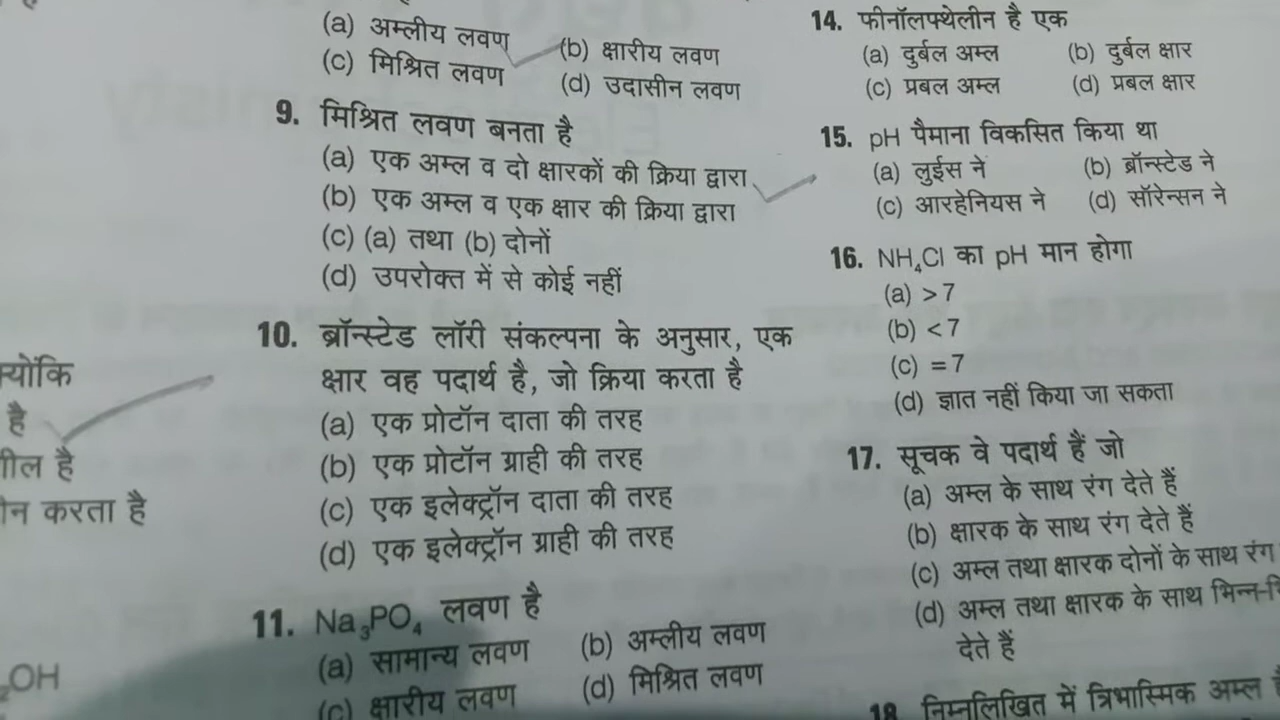 क्योंकि
है
है
न करता है
OH
(a) अम्लीय लवण (b) क्षारीय लवण
(c) मिश्रित लवण (d) उदासीन लवण
9. मिश्रित लवण बनता है
(a) एक अम्ल व दो क्षारकों की क्रिया द्वारा
(b) एक अम्ल व एक क्षार की क्रिया द्वारा
(c) (a) तथा (b) दोनों
(d) उपरोक्त में से कोई नहीं
10. ब्रॉन्स्टेड लॉरी संकल्पना के अनुसार, एक
क्षार वह पदार्थ है, जो क्रिया करता है
(a) एक प्रोटॉन दाता की तरह
(b) एक प्रोटॉन ग्राही की तरह
(c) एक इलेक्ट्रॉन दाता की तरह
(d) एक इलेक्ट्रॉन ग्राही की तरह
11. Na₃PO₄ लवण है
(a) सामान्य लवण (b) अम्लीय लवण
(c) क्षारीय लवण (d) मिश्रित लवण
14. फीनॉलफ्थेलीन है एक
(a) दुर्बल अम्ल (b) दुर्बल क्षार
(c) प्रबल अम्ल (d) प्रबल क्षार
15. pH पैमाना विकसित किया था
(a) लुईस ने (b) ब्रॉन्स्टेड ने
(c) आरहेनियस ने (d) सॉरेन्सन ने
16. NH₄Cl का pH मान होगा
(a) > 7
(b) < 7
(c) = 7
(d) ज्ञात नहीं किया जा सकता
17. सूचक वे पदार्थ हैं जो
(a) अम्ल के साथ रंग देते हैं
(b) क्षारक के साथ रंग देते हैं
(c) अम्ल तथा क्षारक दोनों के साथ रंग
(d) अम्ल तथा क्षारक के साथ भिन्न-
देते हैं
18 निम्नलिखित में त्रिभास्मिक अम्ल